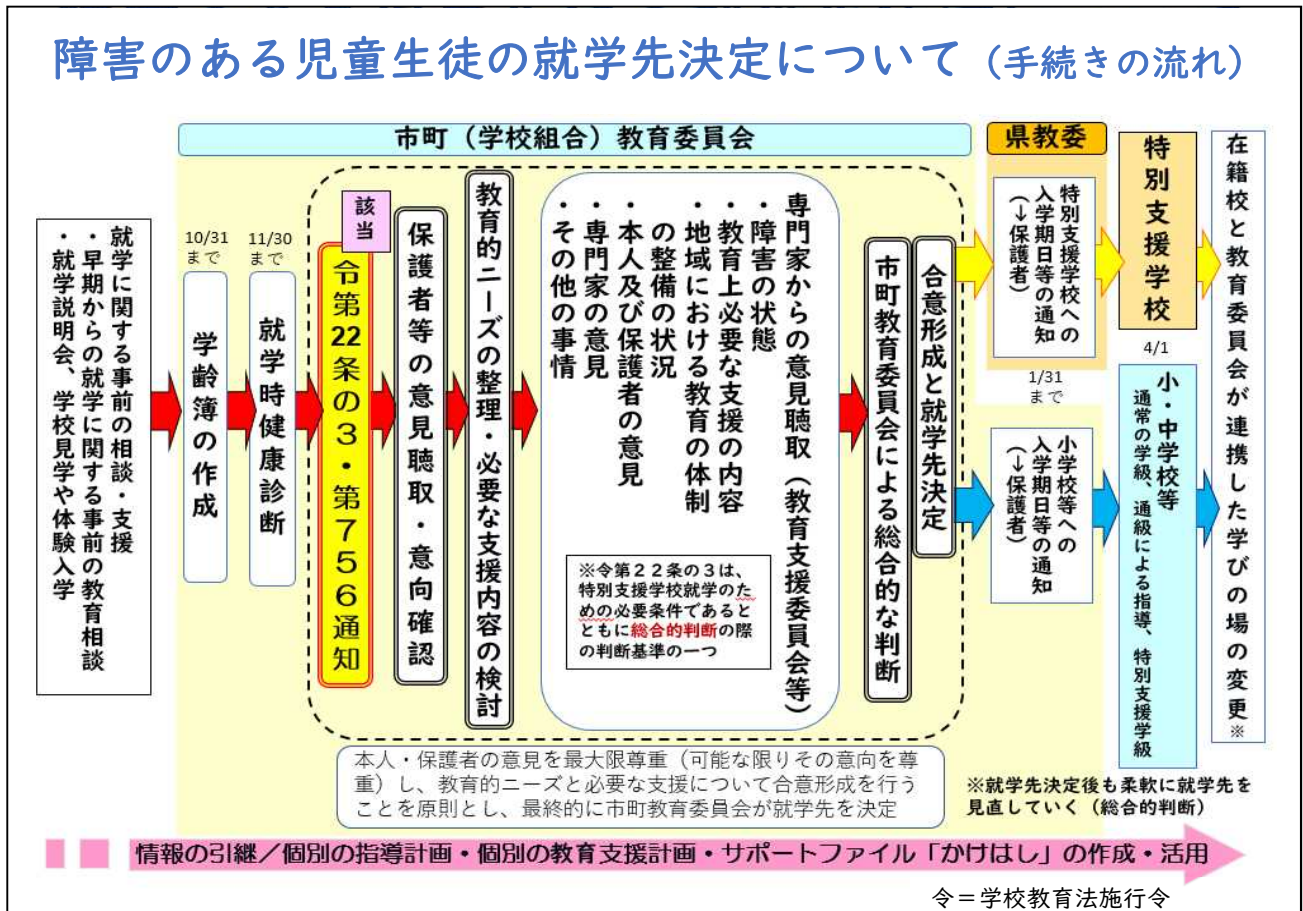 障害のある児童生徒の就学先決定について（手続きの流れ）
市町（学校組合）教育委員会
県教委
就学に関する事前の相談・支援
・早期からの就学に関する事前の教育相談
・就学説明会、学校見学や体験入学
10/31
まで
学齢簿の作成
11/30
まで
就学時健康診断
該当
令第22条の３・第７５６通知
保護者等の意見聴取・意向確認
教育的ニーズの整理・必要な支援内容の検討
専門家からの意見聴取（教育支援委員会等）
・障害の状態
・教育上必要な支援の内容
・地域における教育の体制
の整備の状況
・本人及び保護者の意見
・専門家の意見
・その他の事情
※令第２２条の３は、
特別支援学校就学のた
めの必要条件であると
ともに総合的判断の際
の判断基準の一つ
市町教育委員会による総合的な判断
合意形成と就学先決定
特別支援学校への
入学期日等の通知
（→保護者）
1/31
まで
小学校等への
入学期日等の通知
（→保護者）
特別支援学校
4/1
小・中学校等
通常の学級、通級による指導、特別支援学級
在籍校と教育委員会が連携した学びの場の変更※
本人・保護者の意見を最大限尊重（可能な限りその意向を尊
重）し、教育的ニーズと必要な支援について合意形成を行う
ことを原則とし、最終的に市町教育委員会が就学先を決定
※就学先決定後も柔軟に就学先を
見直していく（総合的判断）
情報の引継／個別の指導計画・個別の教育支援計画・サポートファイル「かけはし」の作成・活用
令＝学校教育法施行令